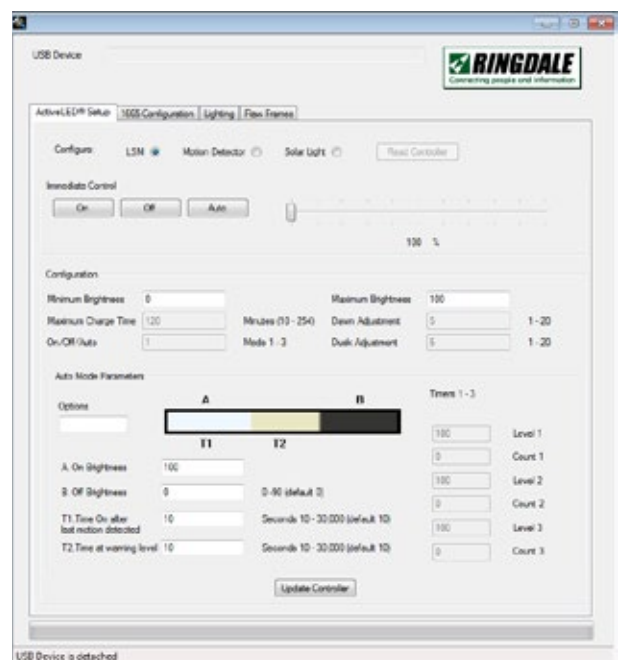 USB Device
RINGDALE
Connecting people and information
ActiveLED® Setup 1005 Configuration Lighting Raw Frames
Configure: LSM Motion Detector Solar Light Read Controller
Immediate Control
On Off Auto
100 %
Configuration
Minimum Brightness 0 Maximum Brightness 100
Maximum Charge Time 120 Minutes (10 - 254) Dawn Adjustment 5 1 - 20
On/Off/Auto 1 Mode 1 - 3 Dusk Adjustment 5 1 - 20
Auto Mode Parameters
Timers 1 - 3
Options
A B
T1 T2
100 Level 1
0 Count 1
100 Level 2
0 Count 2
100 Level 3
0 Count 3
A. On Brightness 100
B. Off Brightness 0 0-90 (default 0)
T1.Time On after
last motion detected 10 Seconds 10 - 30,000 (default 10)
T2.Time at warning level 10 Seconds 10 - 30,000 (default 10)
Update Controller
USB Device is detached